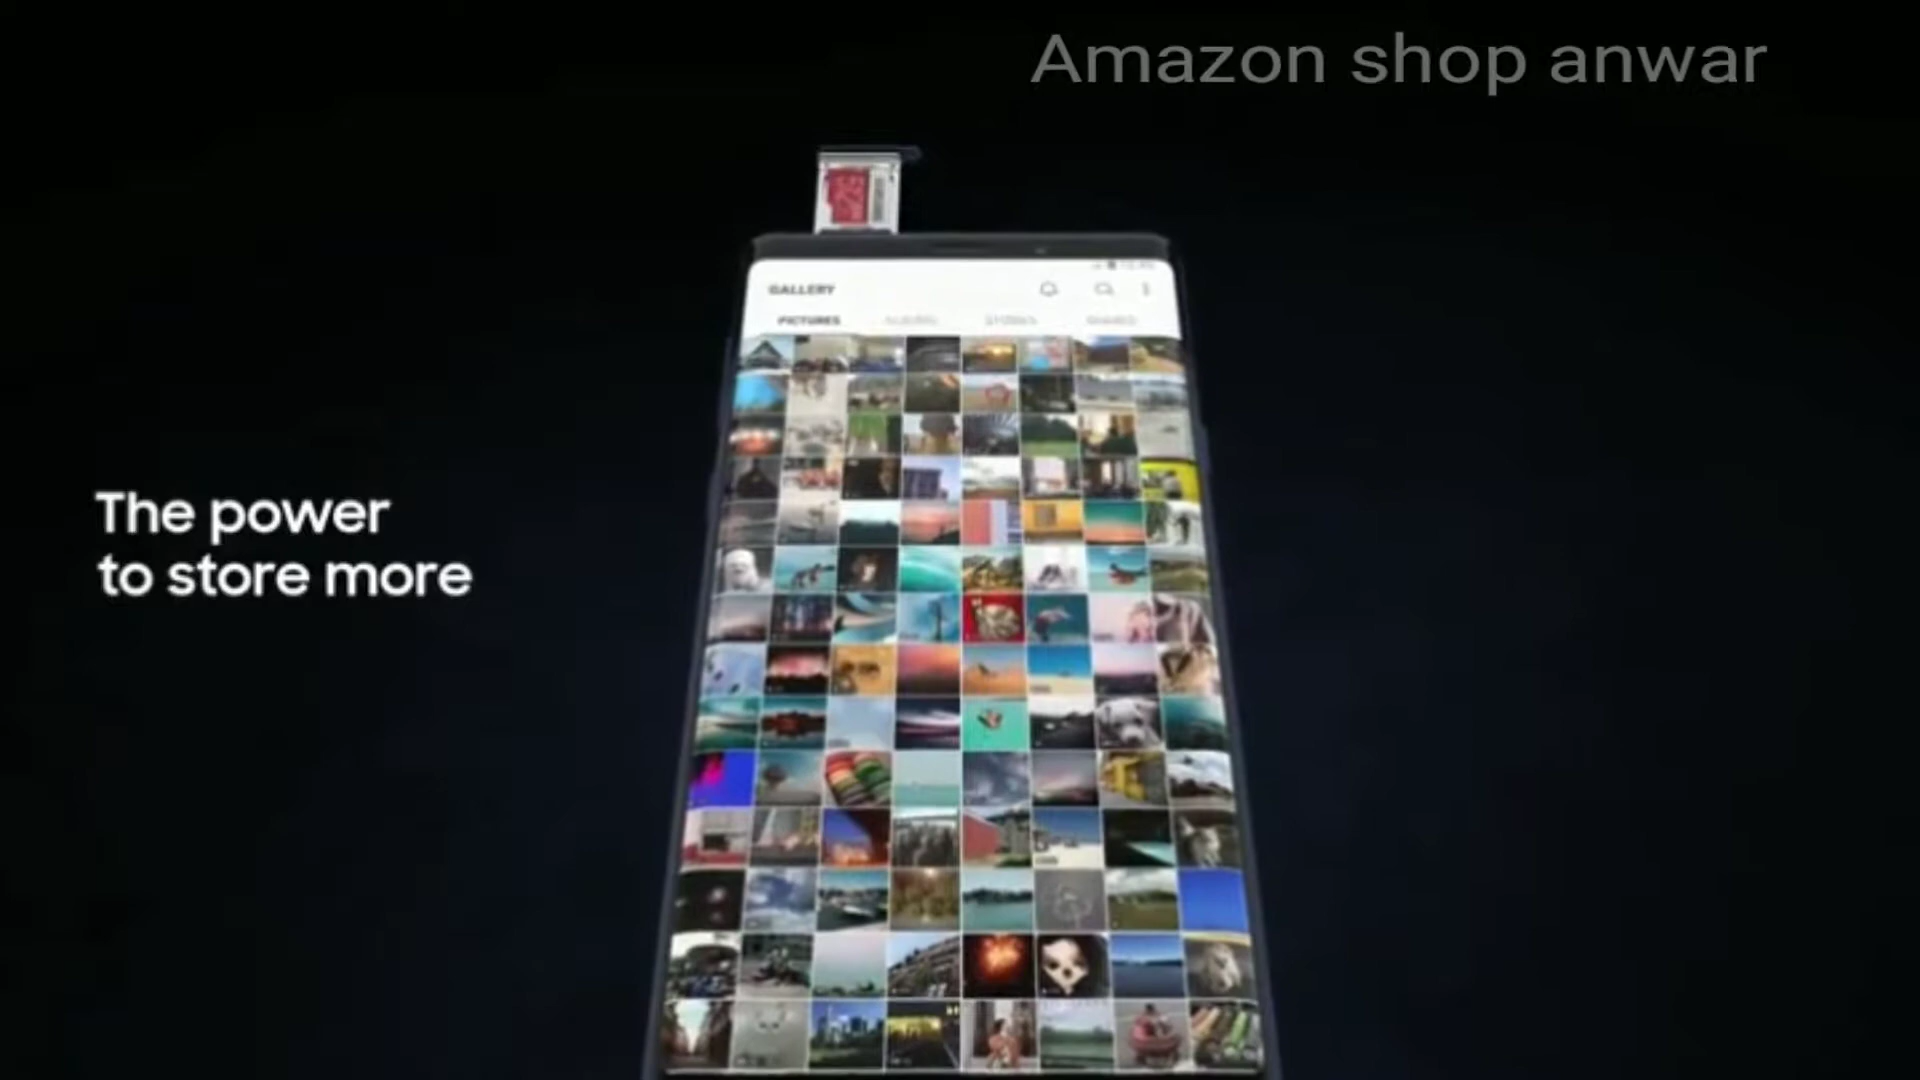 Amazon shop anwar
GALLERY
PICTURES
The power
to store more